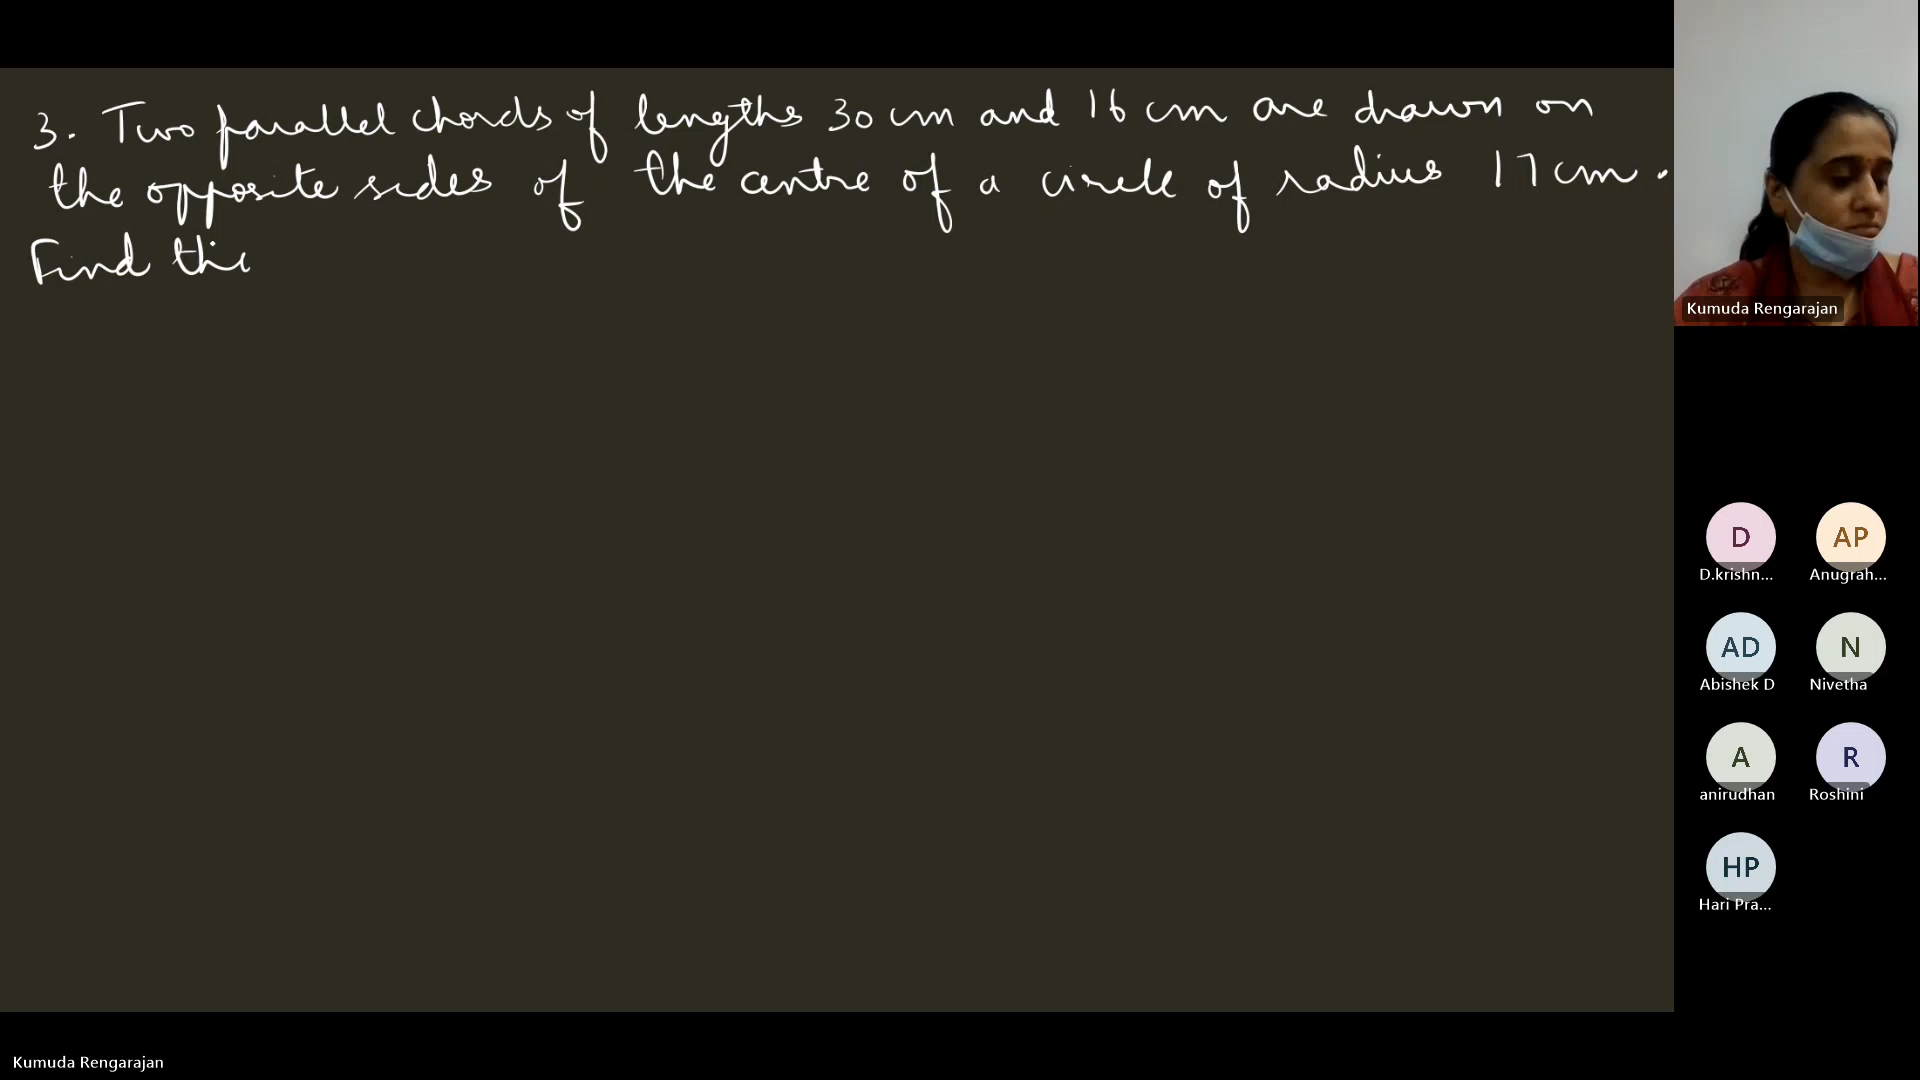 3. Two parallel chords of lengths 30 cm and 16 cm are drawn on
the opposite sides of the centre of a circle of radius 17 cm.
Find the
Kumuda Rengarajan
D
AP
D.krishn...
Anugrah...
AD
N
Abishek D
Nivetha
A
R
anirudhan
Roshini
HP
Hari Pra...
Kumuda Rengarajan